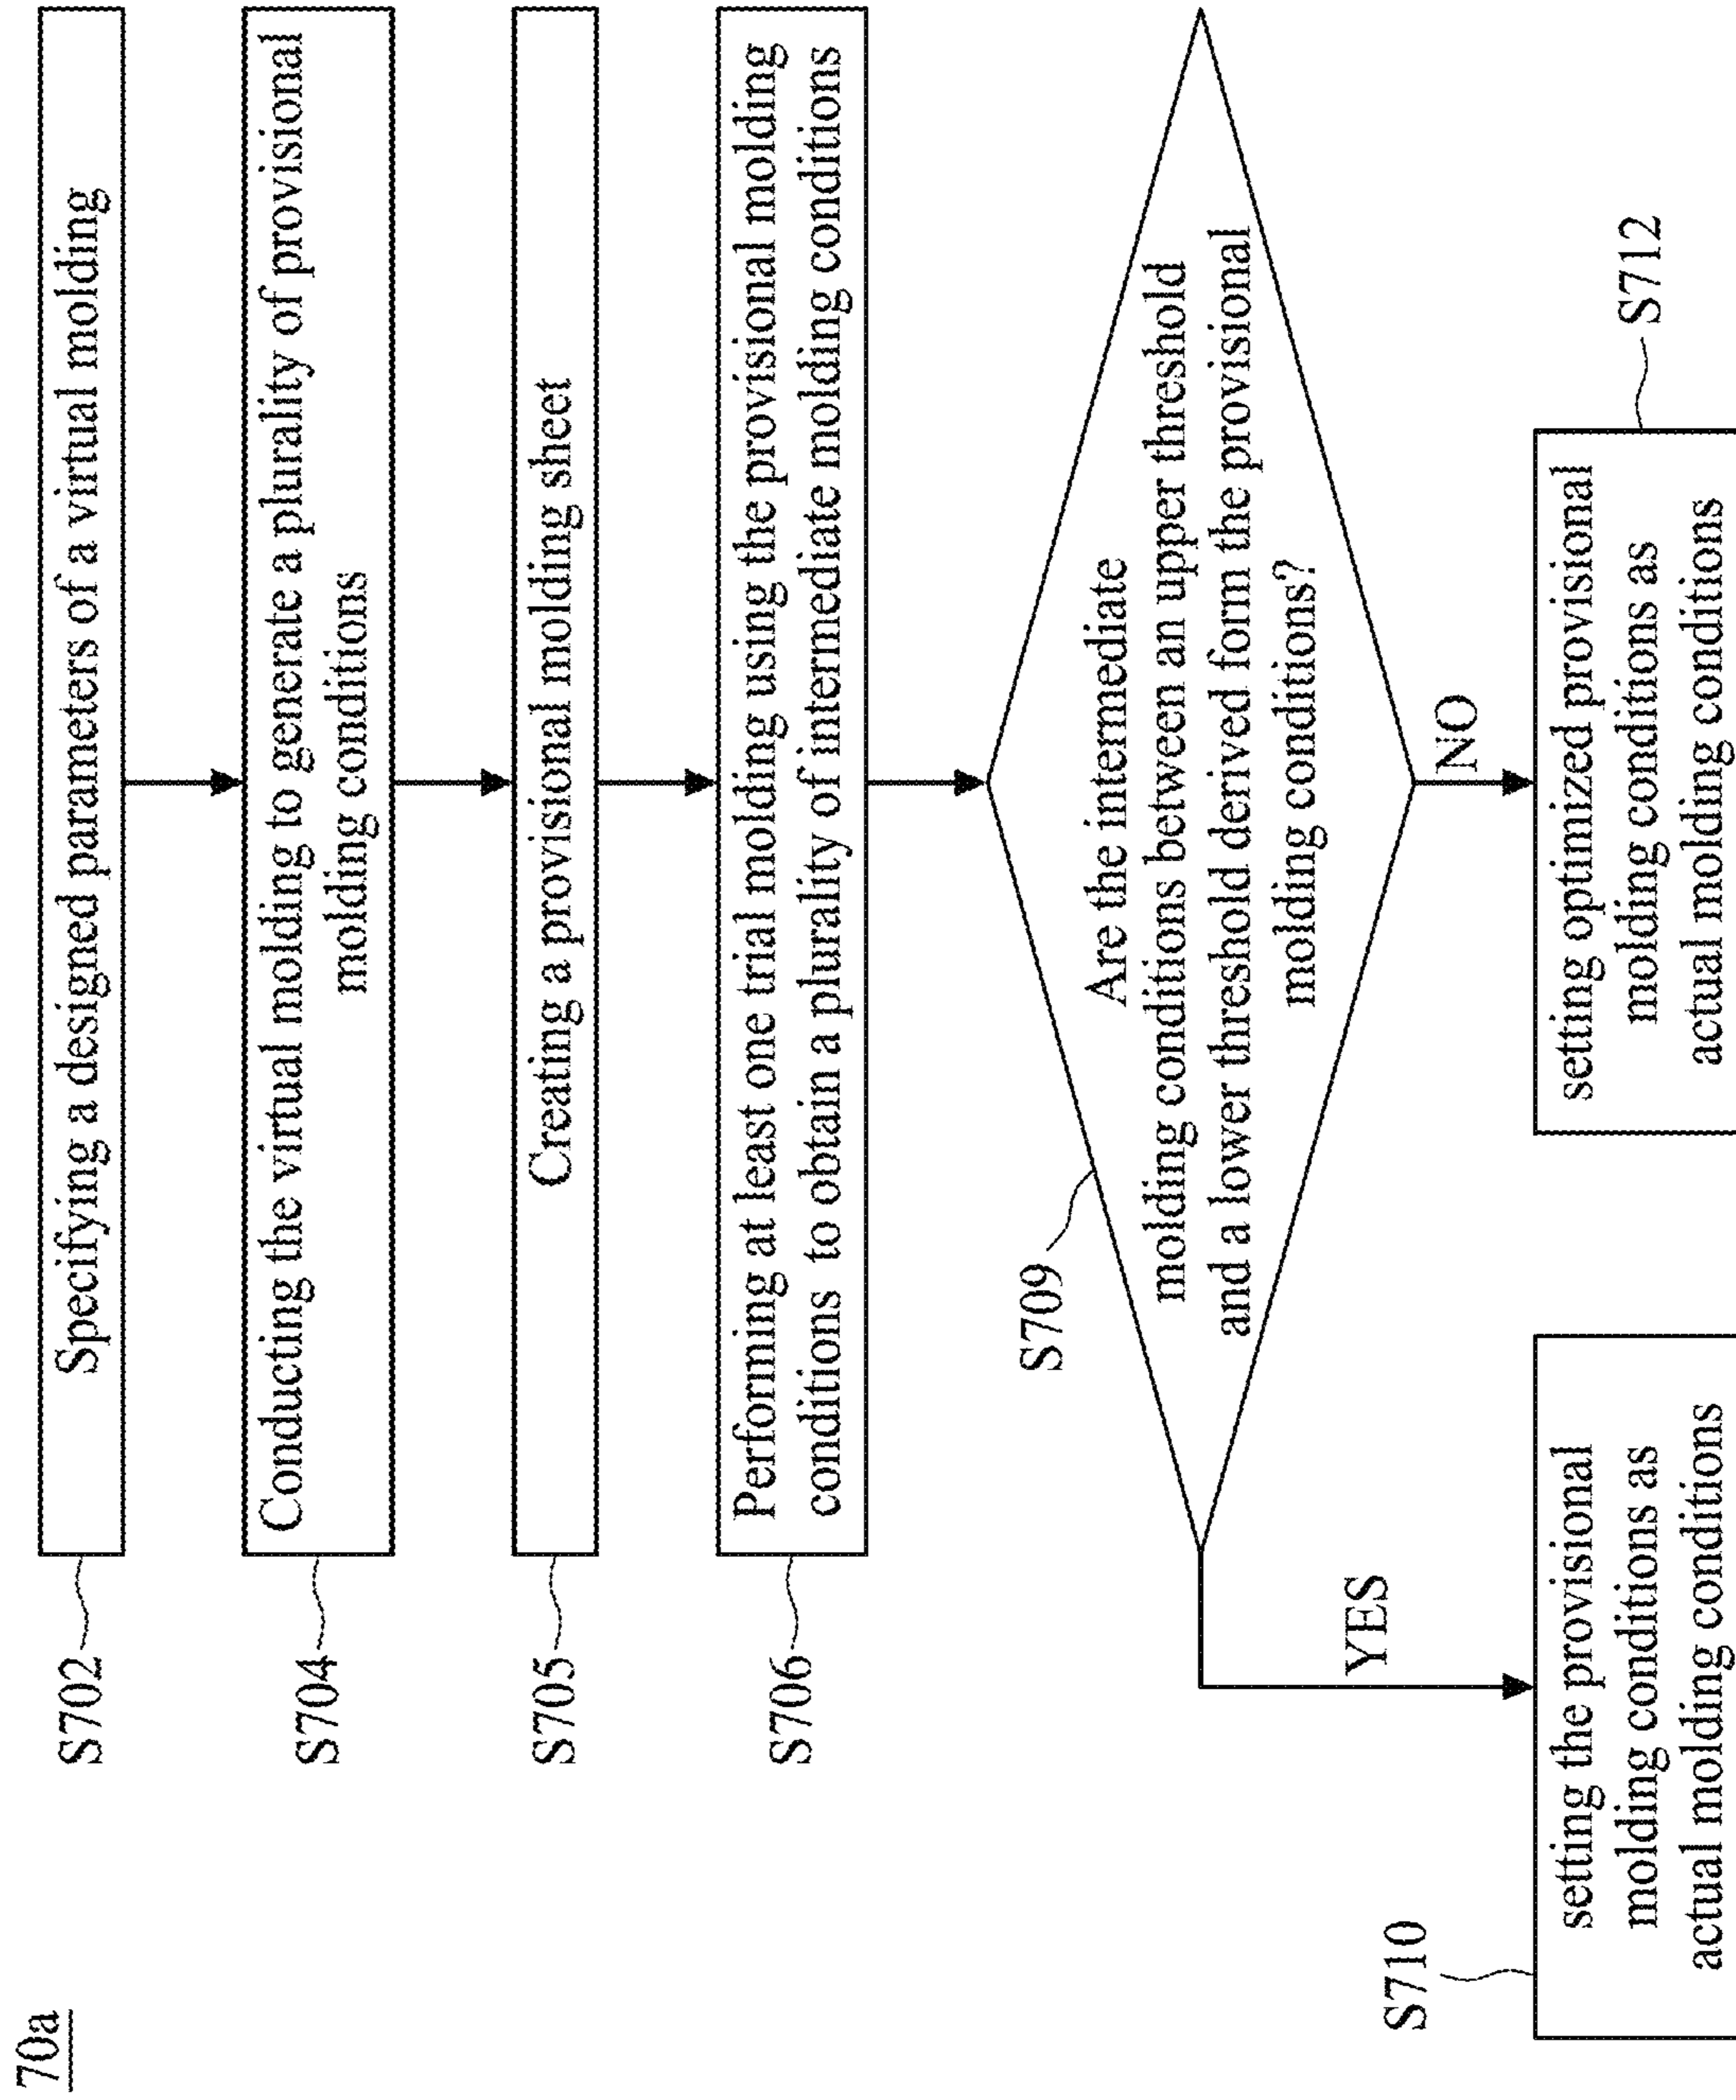 70a
S702
Specifying a designed parameters of a virtual molding
S704
Conducting the virtual molding to generate a plurality of provisional
molding conditions
S705
Creating a provisional molding sheet
S706
Performing at least one trial molding using the provisional molding
conditions to obtain a plurality of intermediate molding conditions
S709
Are the intermediate
molding conditions between an upper threshold
and a lower threshold derived form the provisional
molding conditions?
YES
NO
S710
setting the provisional
molding conditions as
actual molding conditions
setting optimized provisional
molding conditions as
actual molding conditions
S712